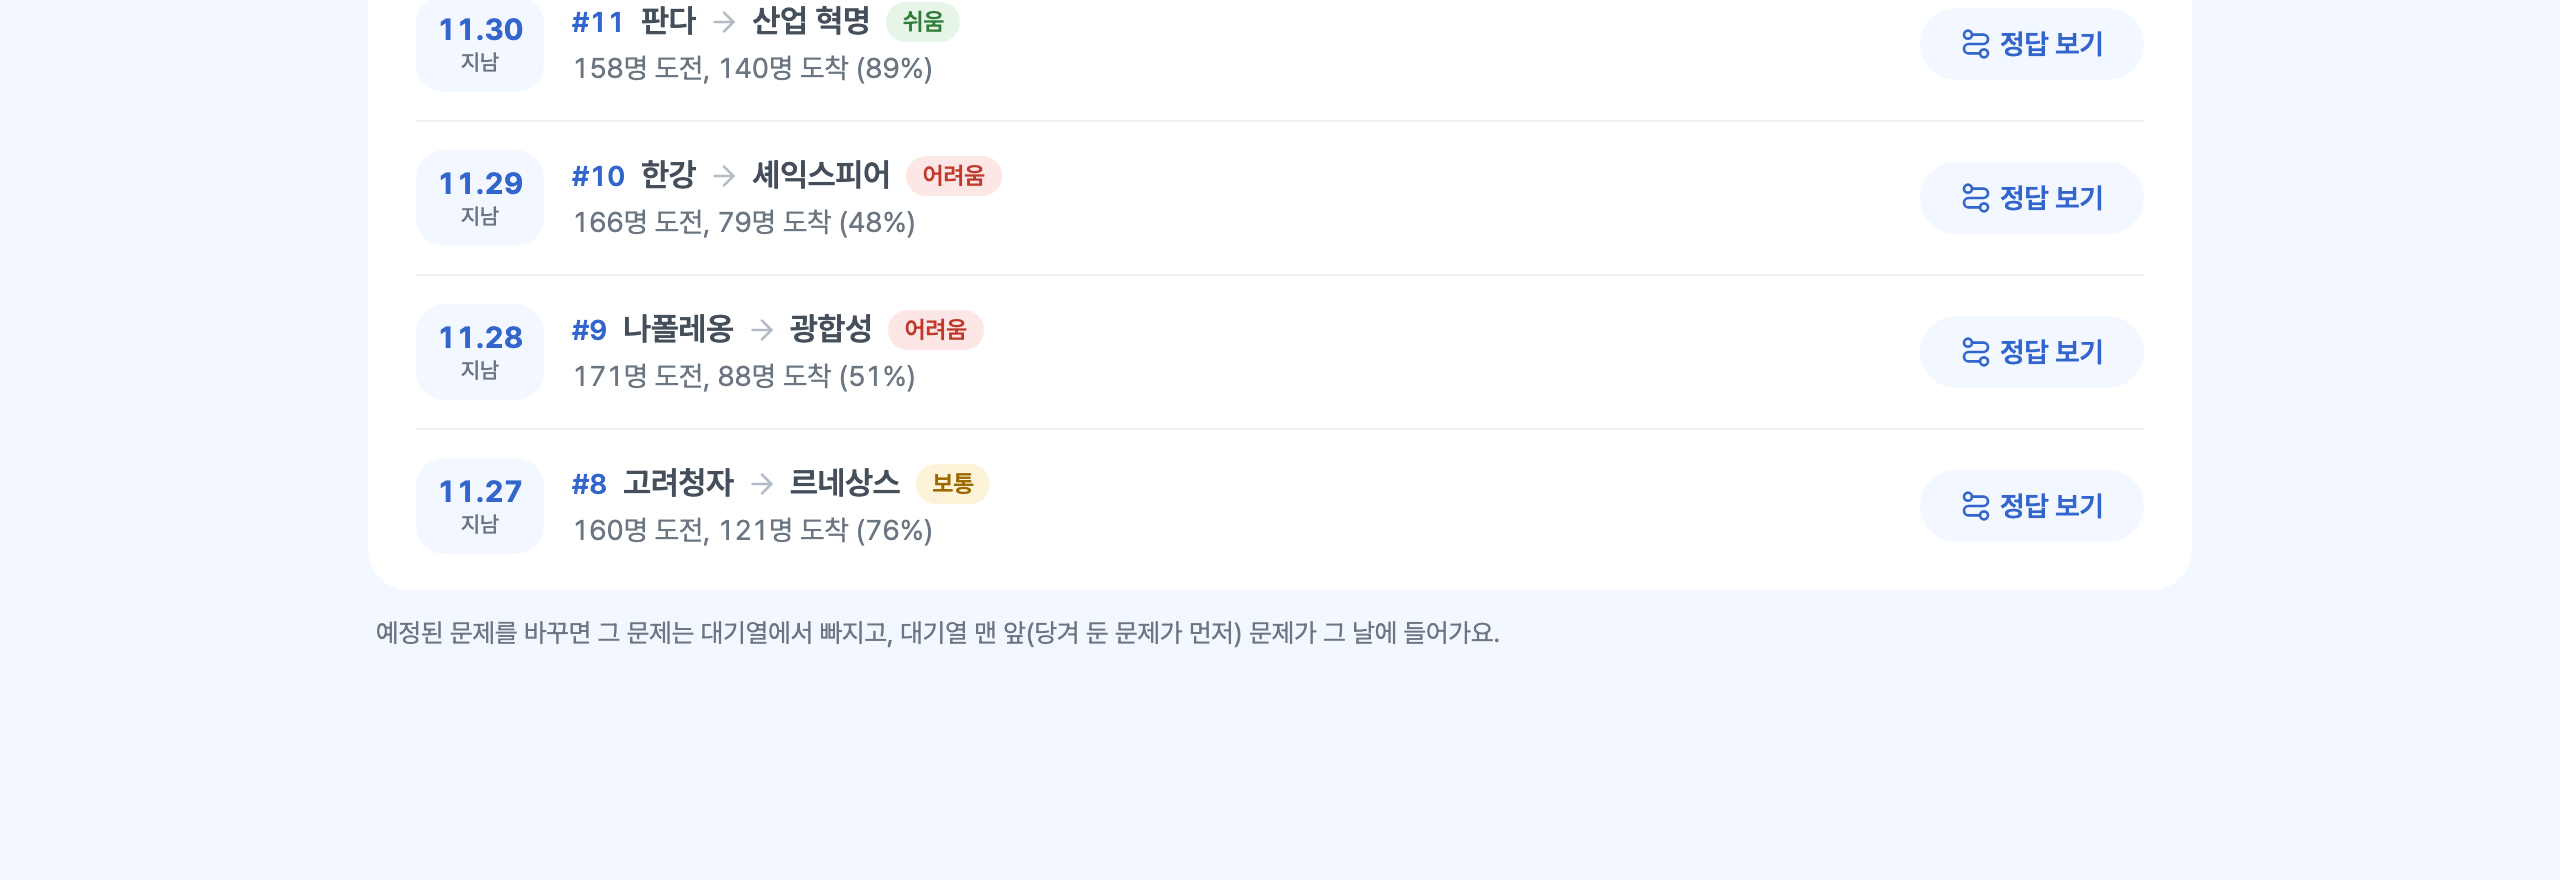 11.30
지남
#11 판다 → 산업 혁명 쉬움
158명 도전, 140명 도착 (89%)
정답 보기
11.29
지남
#10 한강 → 셰익스피어 어려움
166명 도전, 79명 도착 (48%)
정답 보기
11.28
지남
#9 나폴레옹 → 광합성 어려움
171명 도전, 88명 도착 (51%)
정답 보기
11.27
지남
#8 고려청자 → 르네상스 보통
160명 도전, 121명 도착 (76%)
정답 보기
예정된 문제를 바꾸면 그 문제는 대기열에서 빠지고, 대기열 맨 앞(당겨 둔 문제가 먼저) 문제가 그 날에 들어가요.